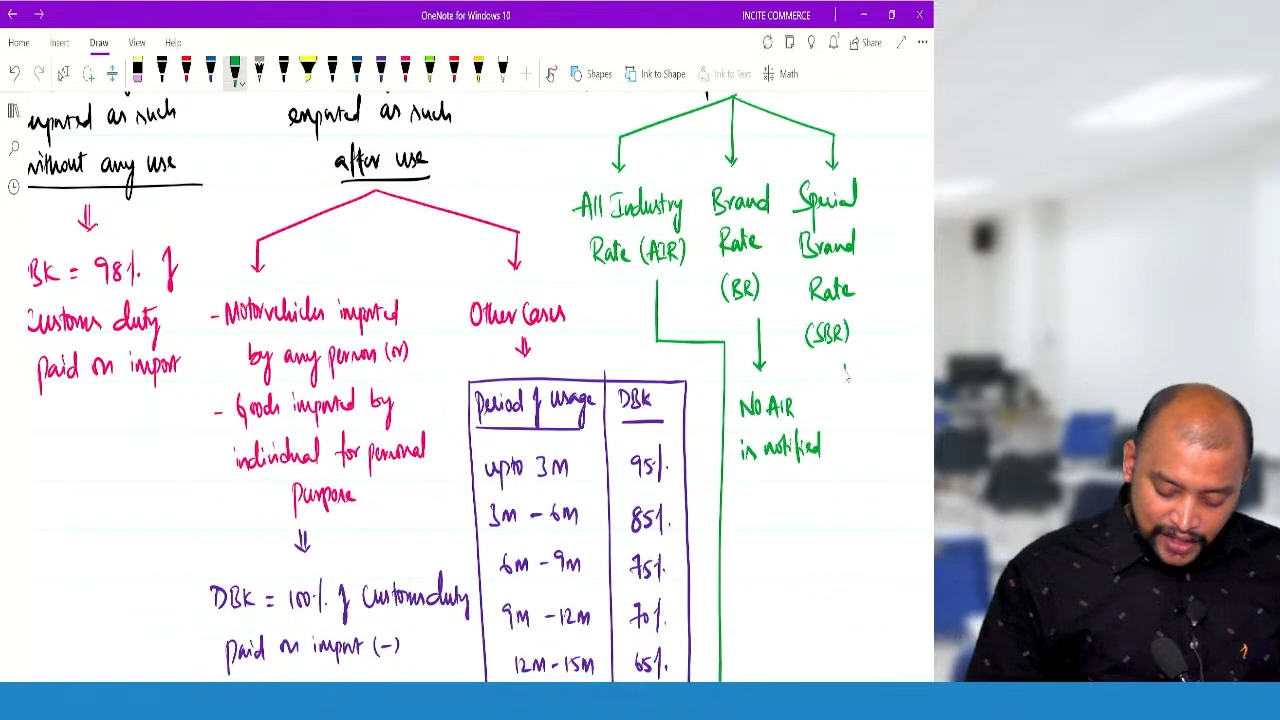 OneNote for Windows 10
INCITE COMMERCE
Home Insert Draw View Help
Share
Shapes
Ink to Shape
Ink to Text
Math
as such
without any use
BK = 98% of
Customs duty
paid on import
as such
after use
- Motorvehicles imported
by any person (or)
- Goods imported by
individual for personal
purpose
DBK = 100% of Customs duty
paid on import (-)
Other Cases
Period of usage DBK
upto 3M 95%
3M - 6M 85%
6M - 9M 75%
9M - 12M 70%
12M - 15M 65%
All Industry
Rate (AIR)
Brand
Rate
(BR)
No AIR
is notified
Special
Brand
Rate
(SBR)